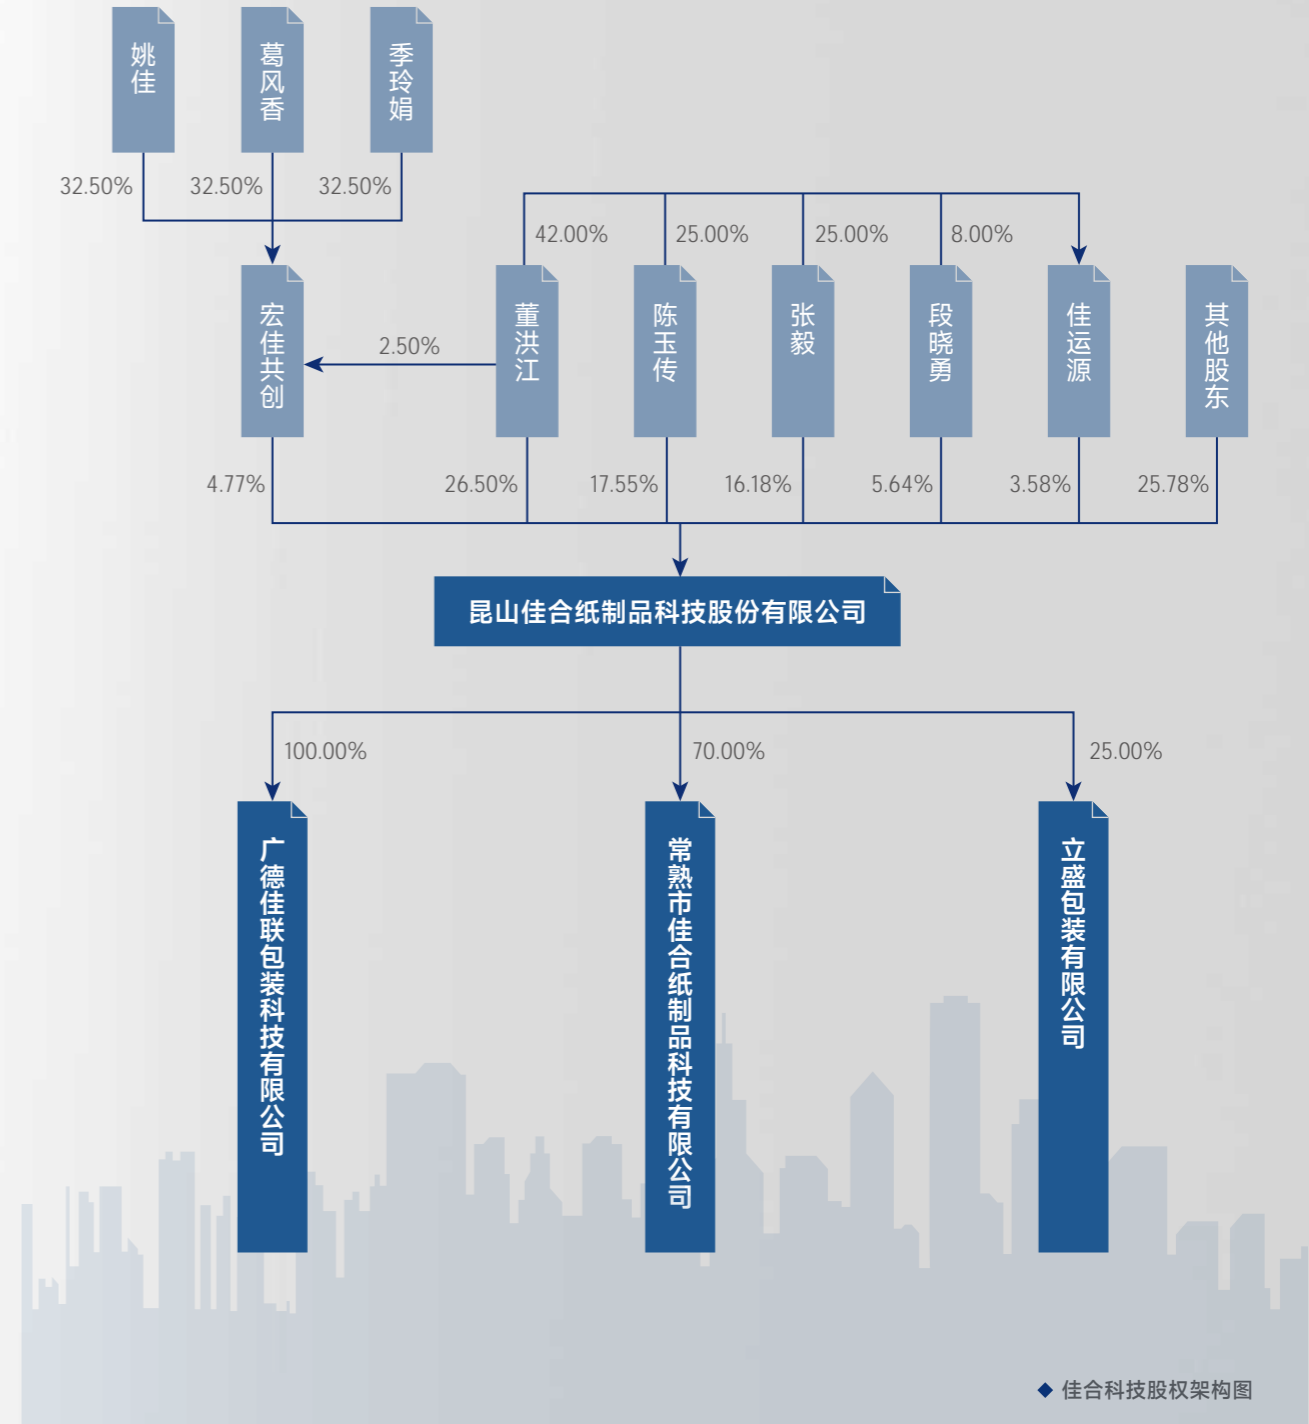 姚佳
葛风香
季玲娟
32.50%
32.50%
32.50%
42.00%
25.00%
25.00%
8.00%
宏佳共创
董洪江
陈玉传
张毅
段晓勇
佳运源
其他股东
2.50%
4.77%
26.50%
17.55%
16.18%
5.64%
3.58%
25.78%
昆山佳合纸制品科技股份有限公司
100.00%
70.00%
25.00%
广德佳联包装科技有限公司
常熟市佳合纸制品科技有限公司
立盛包装有限公司
◆ 佳合科技股权架构图